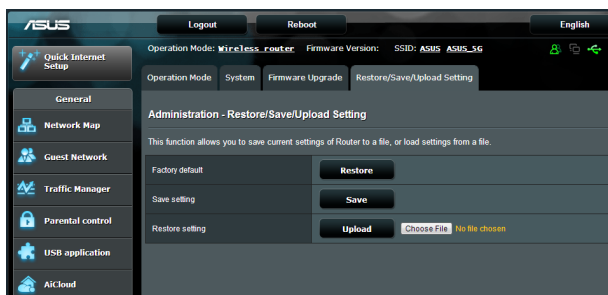 ASUS
Logout
Reboot
English
Quick Internet
Setup
Operation Mode: Wireless router Firmware Version: SSID: ASUS ASUS_5G
Operation Mode
System
Firmware Upgrade
Restore/Save/Upload Setting
General
Network Map
Guest Network
Traffic Manager
Parental control
USB application
AiCloud
Administration - Restore/Save/Upload Setting
This function allows you to save current settings of Router to a file, or load settings from a file.
Factory default Restore
Save setting Save
Restore setting Upload Choose File No file chosen